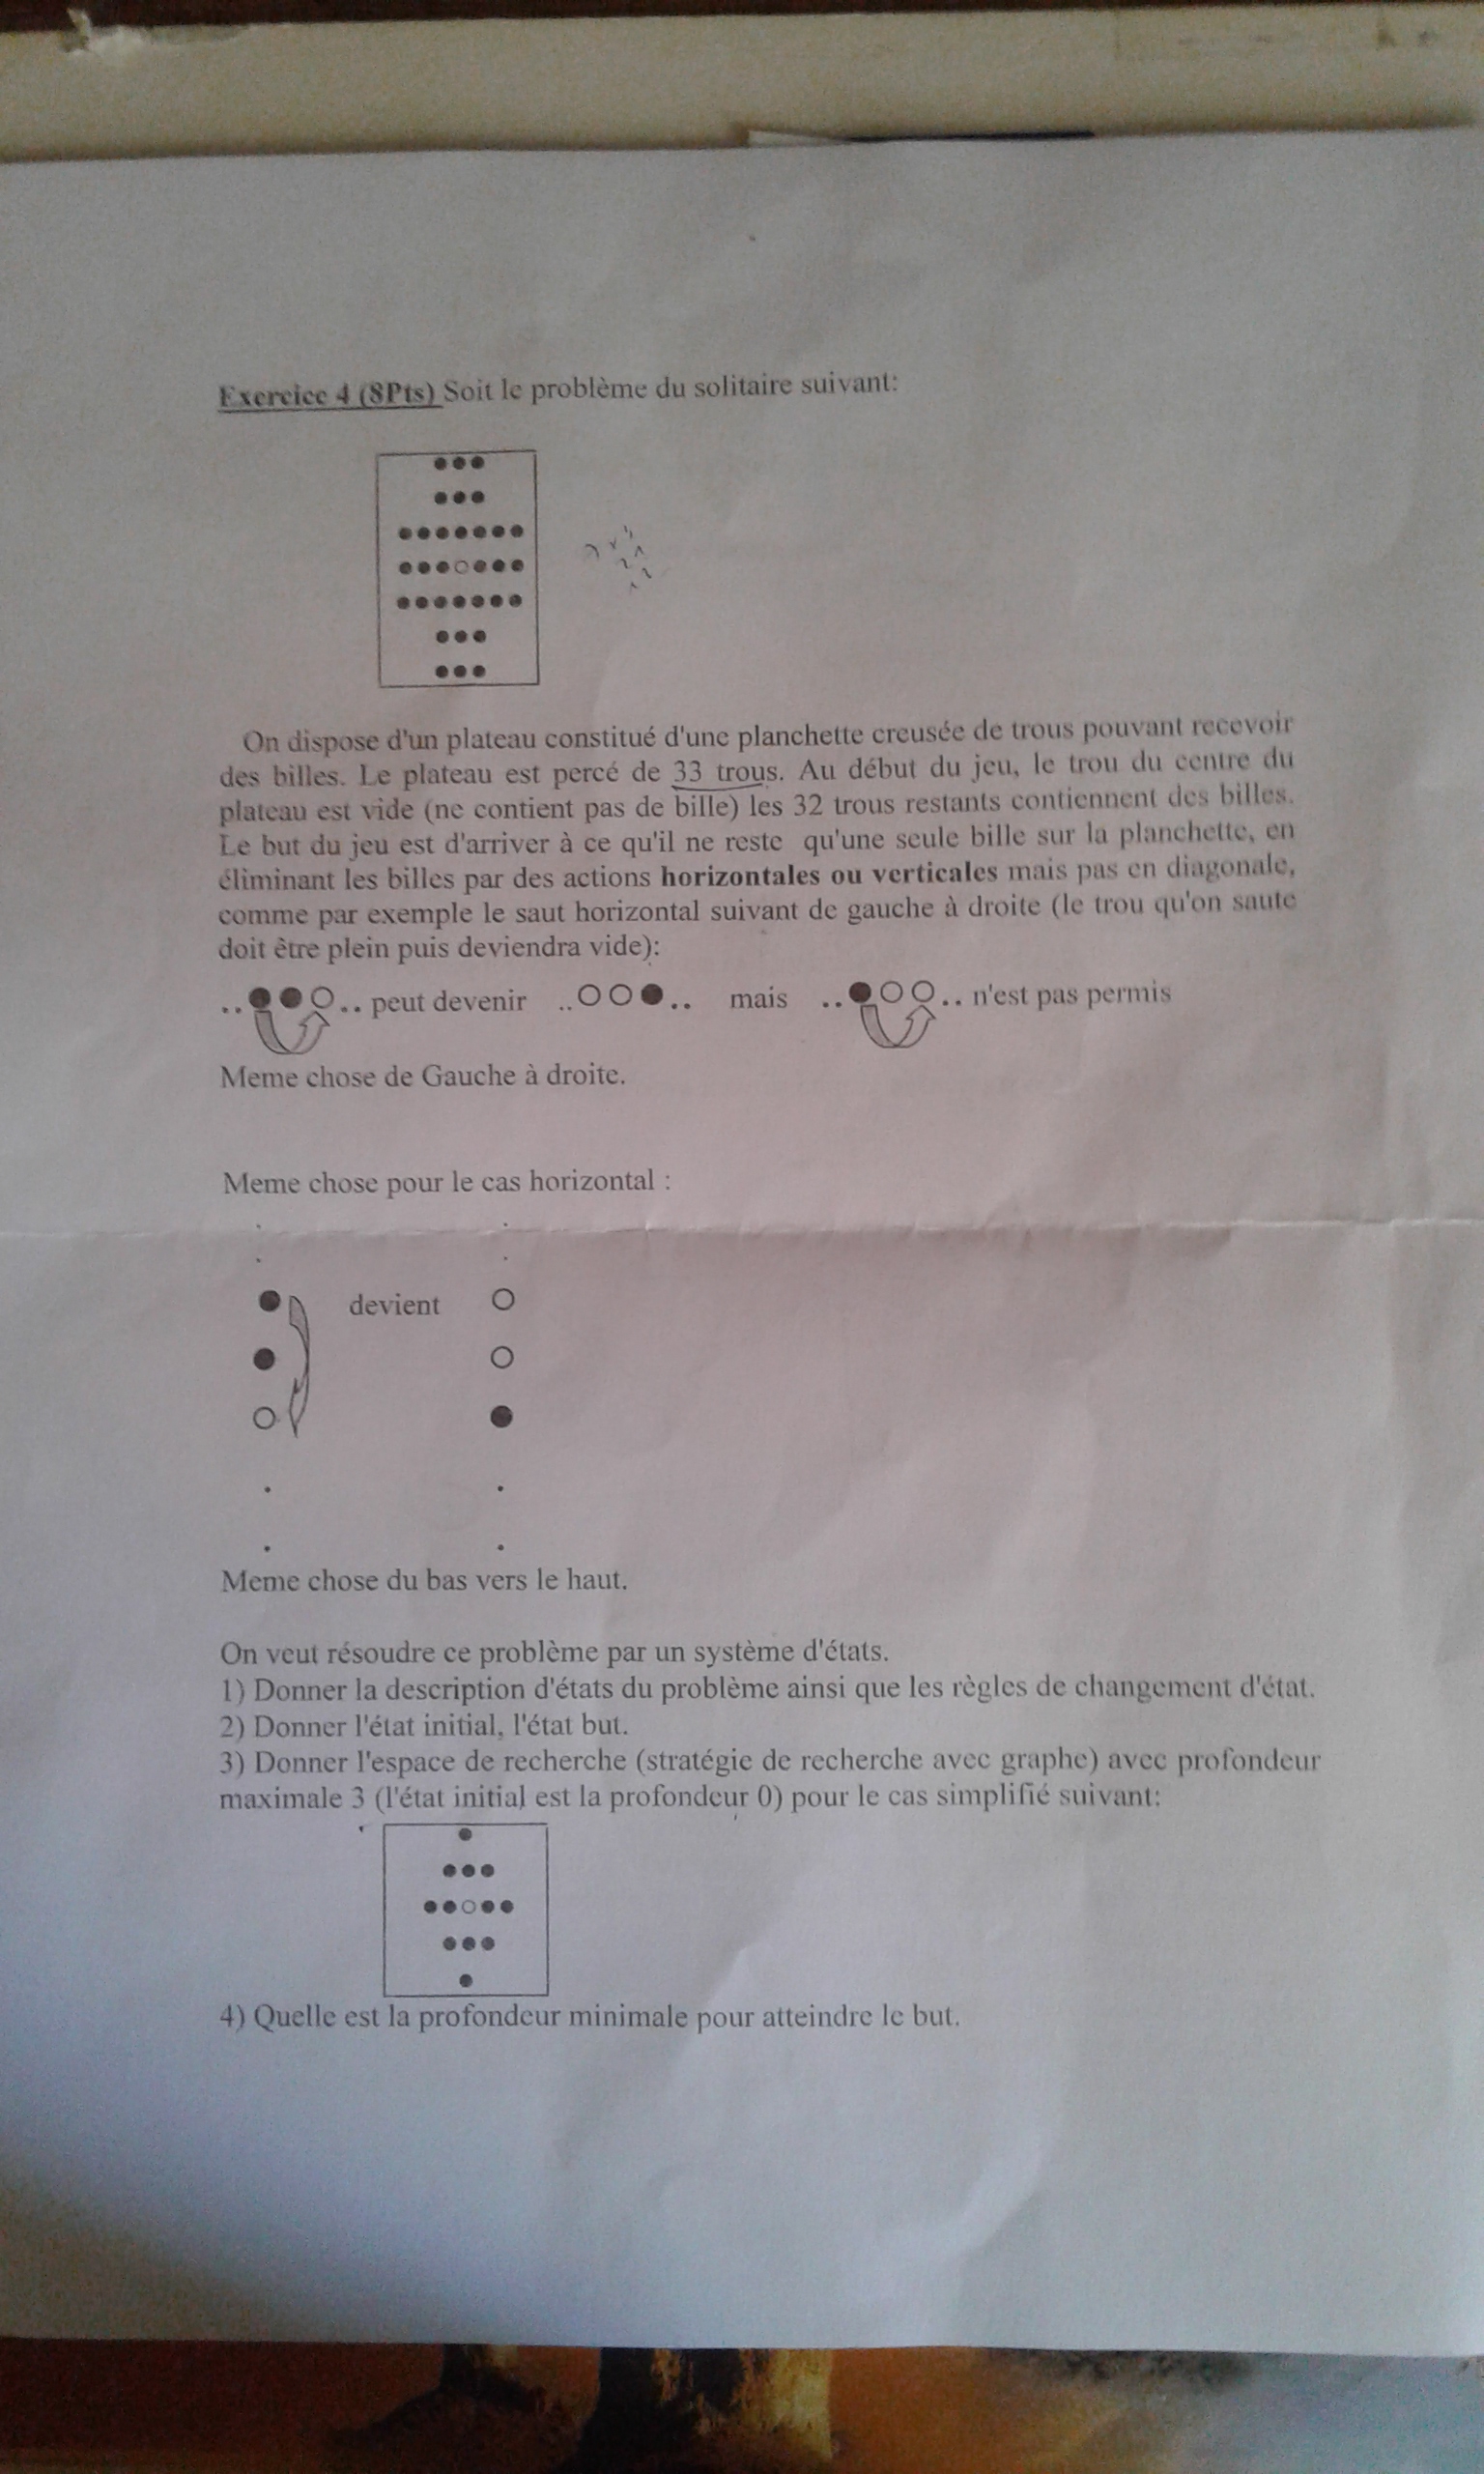 Exercice 4 (8Pts) Soit le problème du solitaire suivant:
On dispose d'un plateau constitué d'une planchette creusée de trous pouvant recevoir
des billes. Le plateau est percé de 33 trous. Au début du jeu, le trou du centre du
plateau est vide (ne contient pas de bille) les 32 trous restants contiennent des billes.
Le but du jeu est d'arriver à ce qu'il ne reste qu'une seule bille sur la planchette, en
éliminant les billes par des actions horizontales ou verticales mais pas en diagonale,
comme par exemple le saut horizontal suivant de gauche à droite (le trou qu'on saute
doit être plein puis deviendra vide):
..●●○.. peut devenir ..○○●.. mais ..●○○.. n'est pas permis
Meme chose de Gauche à droite.
Meme chose pour le cas horizontal :
devient
Meme chose du bas vers le haut.
On veut résoudre ce problème par un système d'états.
1) Donner la description d'états du problème ainsi que les règles de changement d'état.
2) Donner l'état initial, l'état but.
3) Donner l'espace de recherche (stratégie de recherche avec graphe) avec profondeur
maximale 3 (l'état initial est la profondeur 0) pour le cas simplifié suivant:
4) Quelle est la profondeur minimale pour atteindre le but.